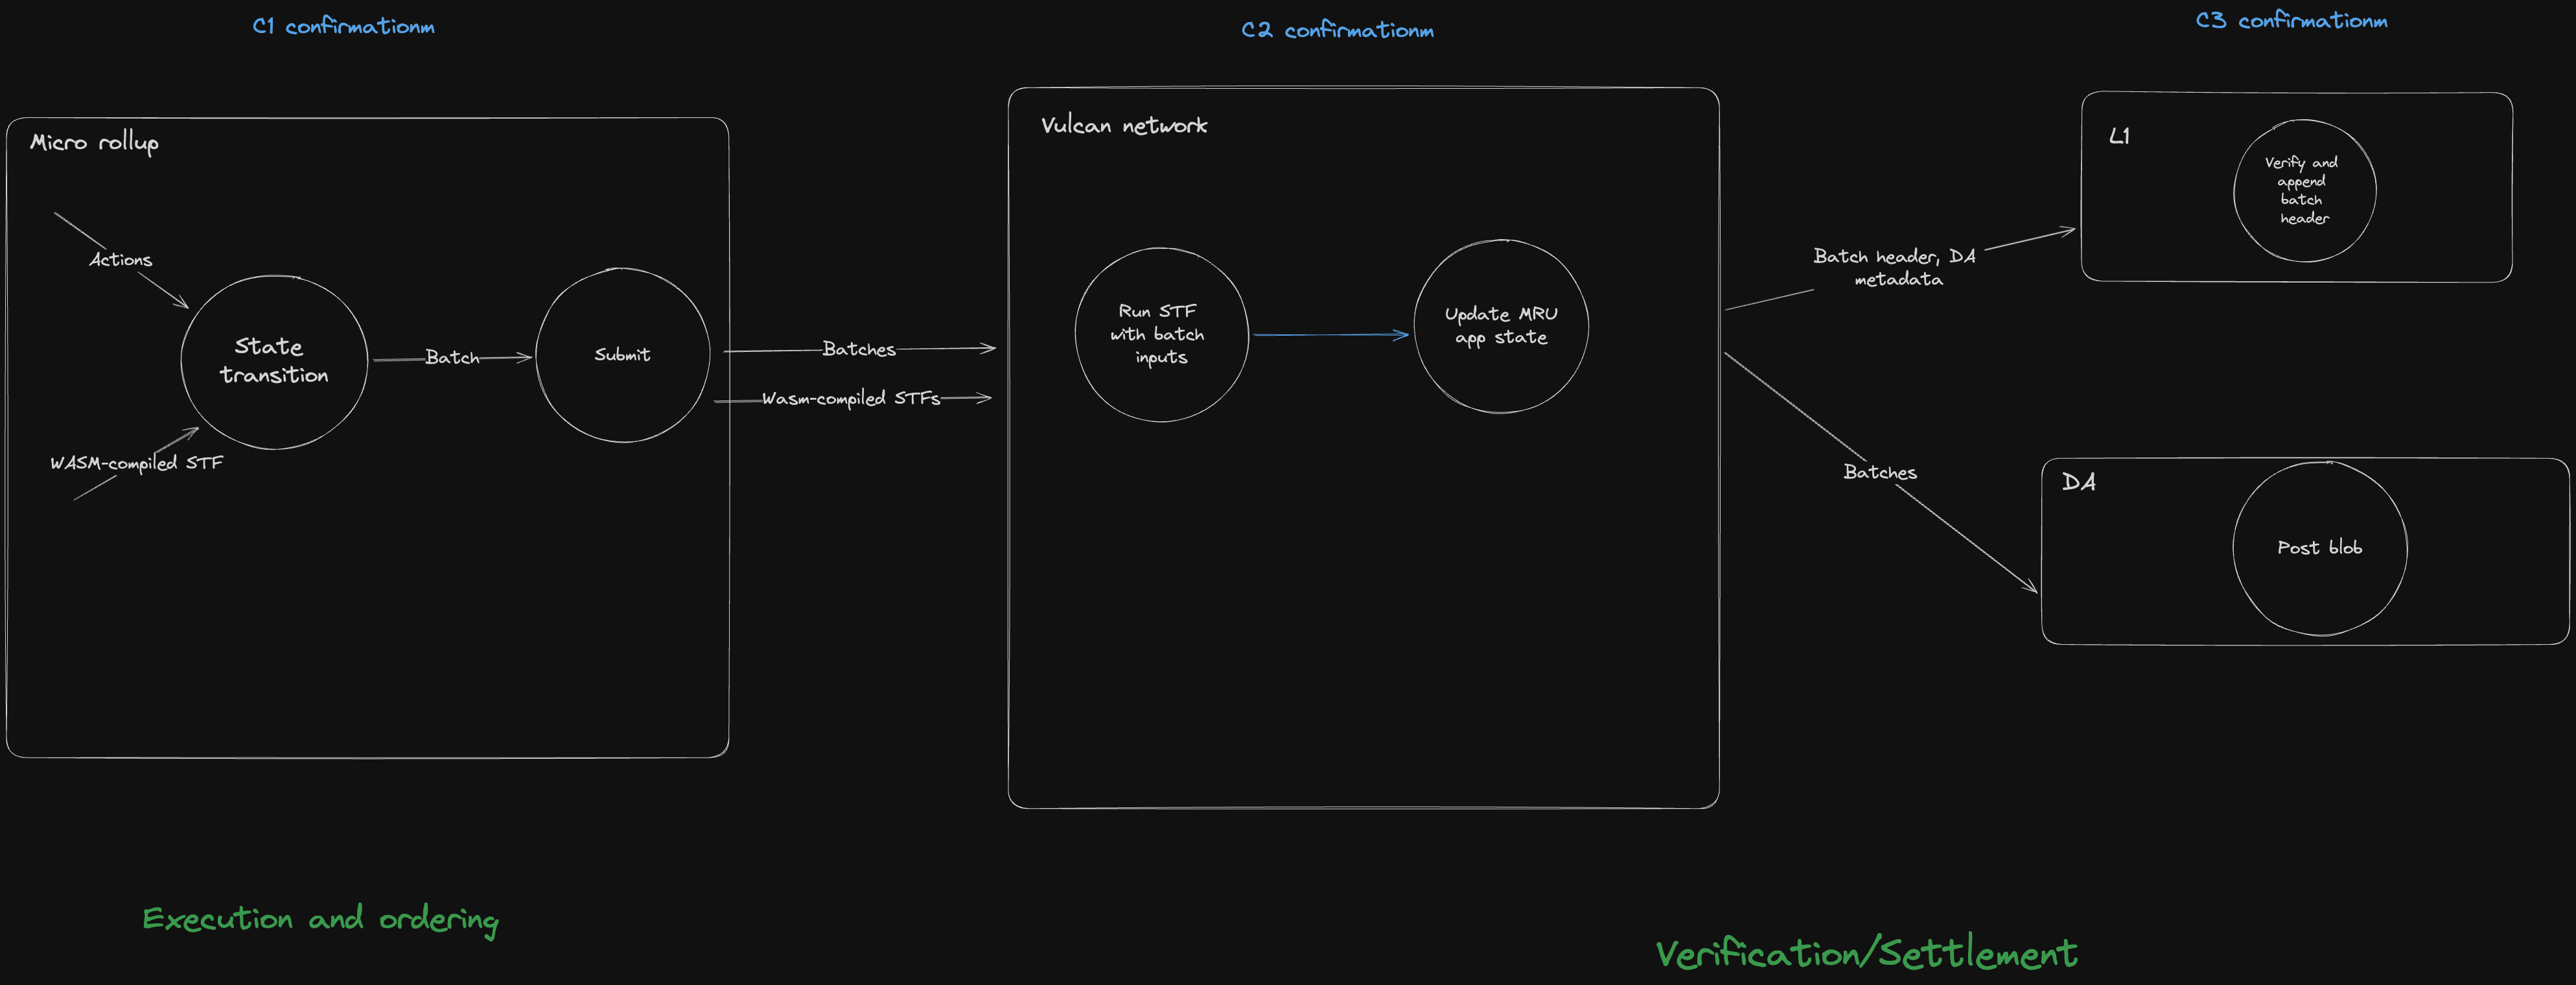 C1 confirmationm
C2 confirmationm
C3 confirmationm
Micro rollup
Actions
State
transition
WASM-compiled STF
Batch
Submit
Batches
Wasm-compiled STFs
Vulcan network
Run STF
with batch
inputs
Update MRU
app state
Batch header, DA
metadata
Batches
L1
Verify and
append
batch
header
DA
Post blob
Execution and ordering
Verification/Settlement